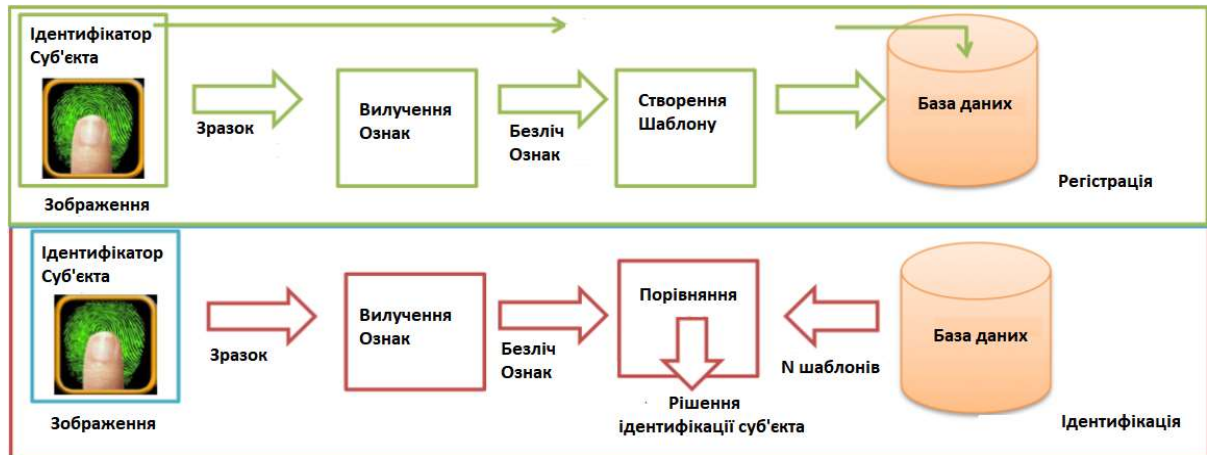 Ідентифікатор
Суб'єкта
Зразок
Зображення
Вилучення
Ознак
Безліч
Ознак
Створення
Шаблону
База даних
Регістрація
Ідентифікатор
Суб'єкта
Зразок
Зображення
Вилучення
Ознак
Безліч
Ознак
Порівняння
Рішення
ідентифікації суб'єкта
N шаблонів
База даних
Ідентифікація